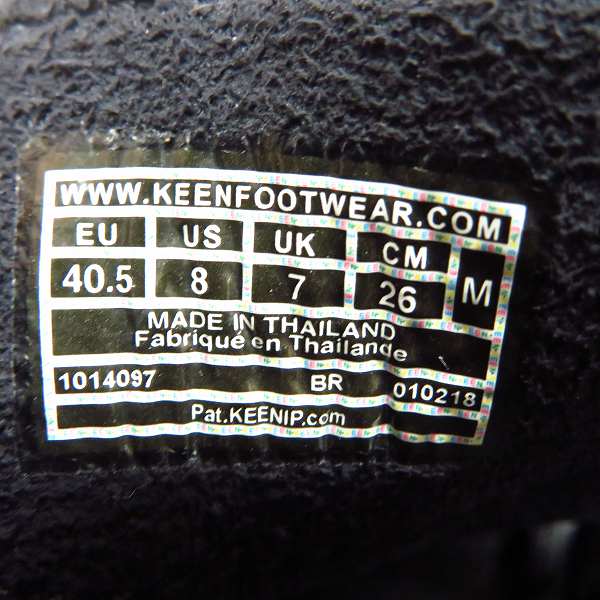 WWW.KEENFOOTWEAR.COM
EU US UK CM M
40.5 8 7 26
MADE IN THAILAND
Fabriqué en Thailande
1014097 BR 010218
Pat.KEENIP.com